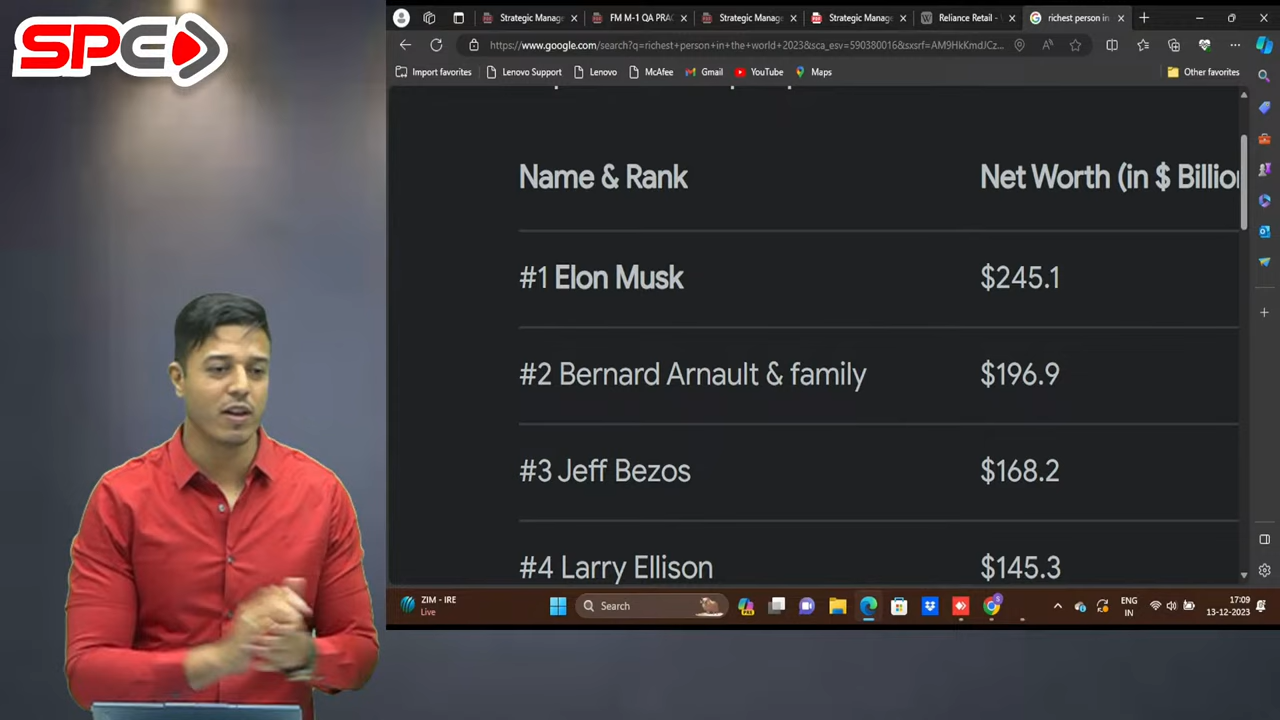 SPC
Strategic Manage
FM M-1 QA PRAC
Strategic Manage
Strategic Manage
Reliance Retail -
richest person in
https://www.google.com/search?q=richest+person+in+the+world+2023&sca_esv=590380016&sxsrf=AM9HkKmdJCz...
Import favorites
Lenovo Support
Lenovo
McAfee
Gmail
YouTube
Maps
Other favorites
Name & Rank
Net Worth (in $ Billion
#1 Elon Musk
$245.1
#2 Bernard Arnault & family
$196.9
#3 Jeff Bezos
$168.2
#4 Larry Ellison
$145.3
ZIM - IRE
Live
Search
ENG
IN
17:09
13-12-2023